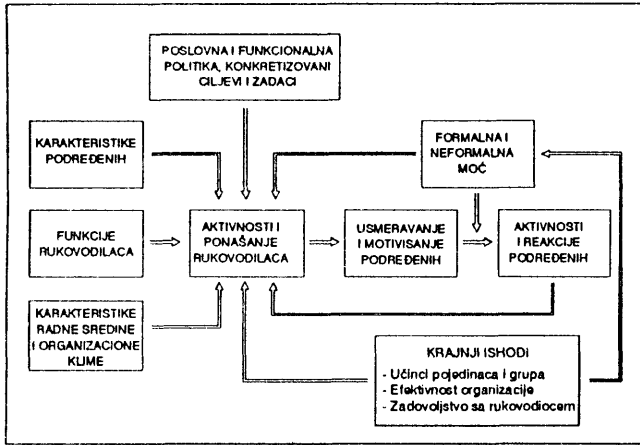 POSLOVNA I FUNKCIONALNA
POLITIKA, KONKRETIZOVANI
CILJEVI I ZADACI
KARAKTERISTIKE
PODREĐENIH
FORMALNA I
NEFORMALNA
MOĆ
FUNKCIJE
RUKOVODILACA
AKTIVNOSTI I
PONAŠANJE
RUKOVODILACA
USMERAVANJE
I MOTIVISANJE
PODREĐENIH
AKTIVNOSTI
I REAKCIJE
PODREĐENIH
KARAKTERISTIKE
RADNE SREDINE
I ORGANIZACIONE
KLIME
KRAJNJI ISHODI
- Učinci pojedinaca i grupa
- Efektivnost organizacije
- Zadovoljstvo sa rukovodiocem